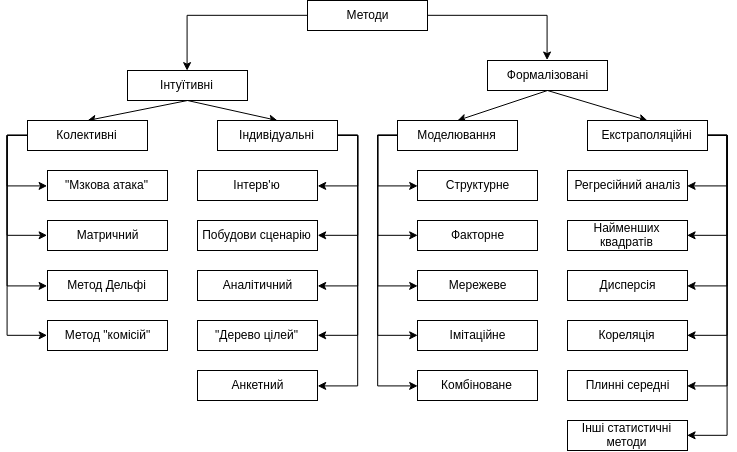 Методи
Інтуїтивні
Формалізовані
Колективні
Індивідуальні
Моделювання
Екстраполяційні
"Мзкова атака"
Інтерв'ю
Структурне
Регресійний аналіз
Матричний
Побудови сценарію
Факторне
Найменших
квадратів
Метод Дельфі
Аналітичний
Мережеве
Дисперсія
Метод "комісій"
"Дерево цілей"
Імітаційне
Кореляція
Анкетний
Комбіноване
Плинні середні
Інші статистичні
методи